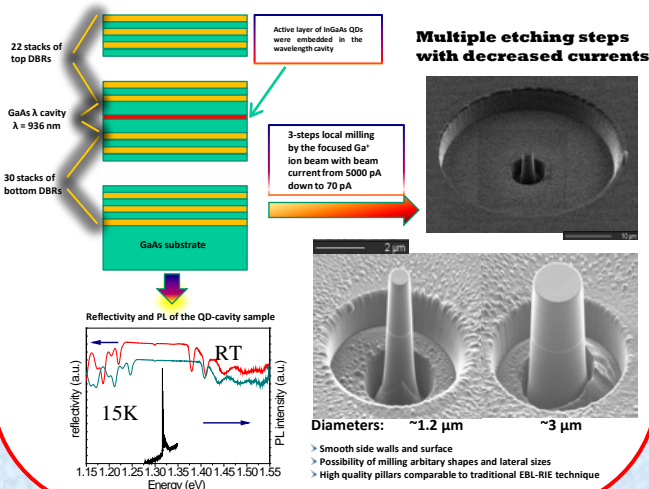 22 stacks of
top DBRs
GaAs λ cavity
λ = 936 nm
30 stacks of
bottom DBRs
Active layer of InGaAs QDs
were embedded in the
wavelength cavity
GaAs substrate
3-steps local milling
by the focused Ga⁺
ion beam with beam
current from 5000 pA
down to 70 pA
Multiple etching steps
with decreased currents
10 µm
2 µm
Reflectivity and PL of the QD-cavity sample
reflectivity (a.u.)
RT
15K
PL intensity (a.u.)
1.15 1.20 1.25 1.30 1.35 1.40 1.45 1.50 1.55
Energy (eV)
Diameters: ~1.2 µm ~3 µm
Smooth side walls and surface
Possibility of milling arbitary shapes and lateral sizes
High quality pillars comparable to traditional EBL-RIE technique